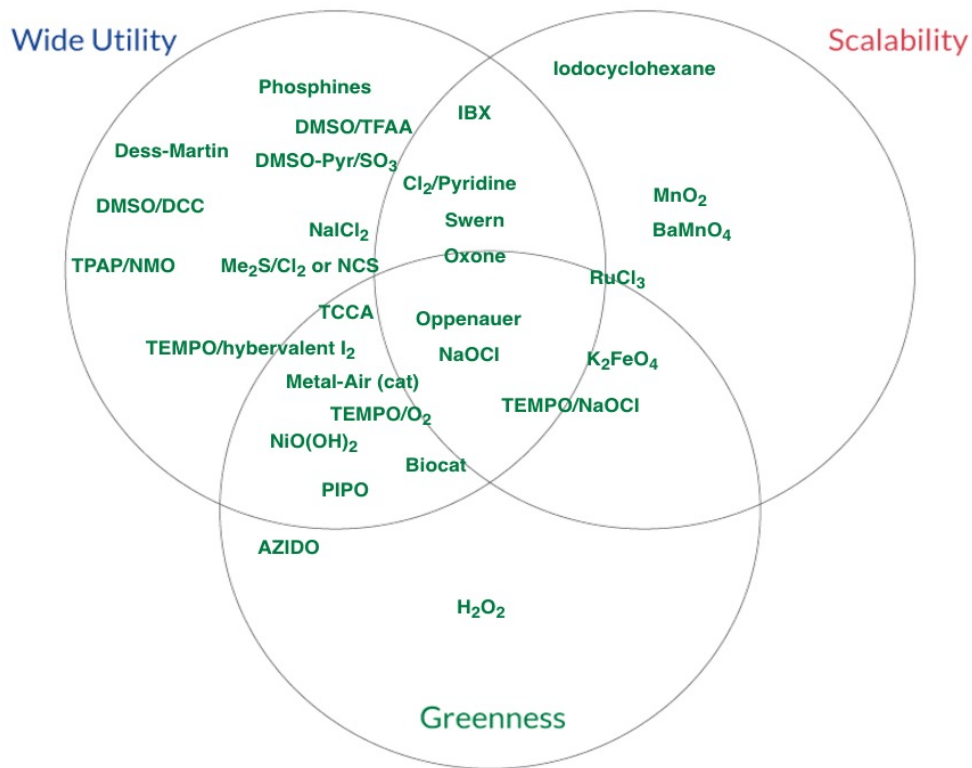 Wide Utility
Scalability
Iodocyclohexane
Phosphines
IBX
DMSO/TFAA
Dess-Martin
DMSO-Pyr/SO₃
Cl₂/Pyridine
MnO₂
DMSO/DCC
Swern
NaICl₂
BaMnO₄
Oxone
TPAP/NMO
Me₂S/Cl₂ or NCS
RuCl₃
TCCA
Oppenauer
TEMPO/hybervalent I₂
NaOCl
K₂FeO₄
Metal-Air (cat)
TEMPO/NaOCl
TEMPO/O₂
NiO(OH)₂
Biocat
PIPO
AZIDO
H₂O₂
Greenness